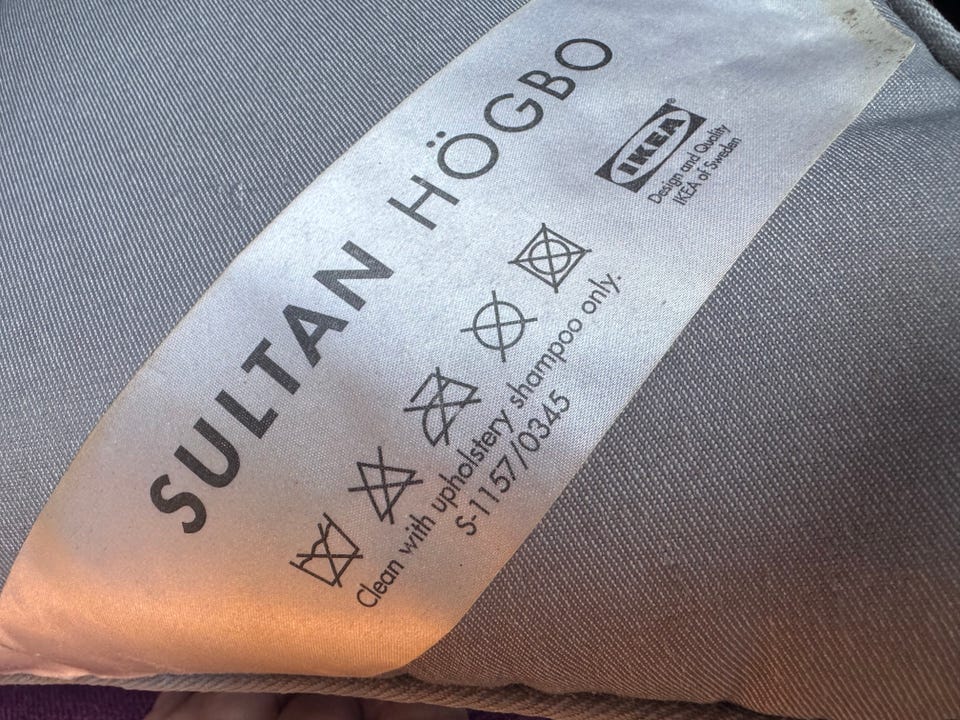 SULTAN HÖGBO
IKEA®
Design and Quality
IKEA of Sweden
Clean with upholstery shampoo only.
S-1157/0345